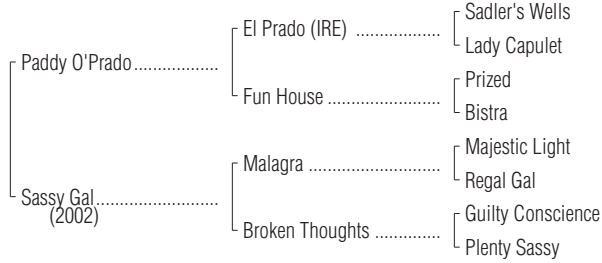 Sadler's Wells
El Prado (IRE) ..................
Lady Capulet
Paddy O'Prado..................
Prized
Fun House ........................
Bistra
Majestic Light
Malagra ............................
Regal Gal
Sassy Gal..........................
(2002)
Guilty Conscience
Broken Thoughts ..............
Plenty Sassy